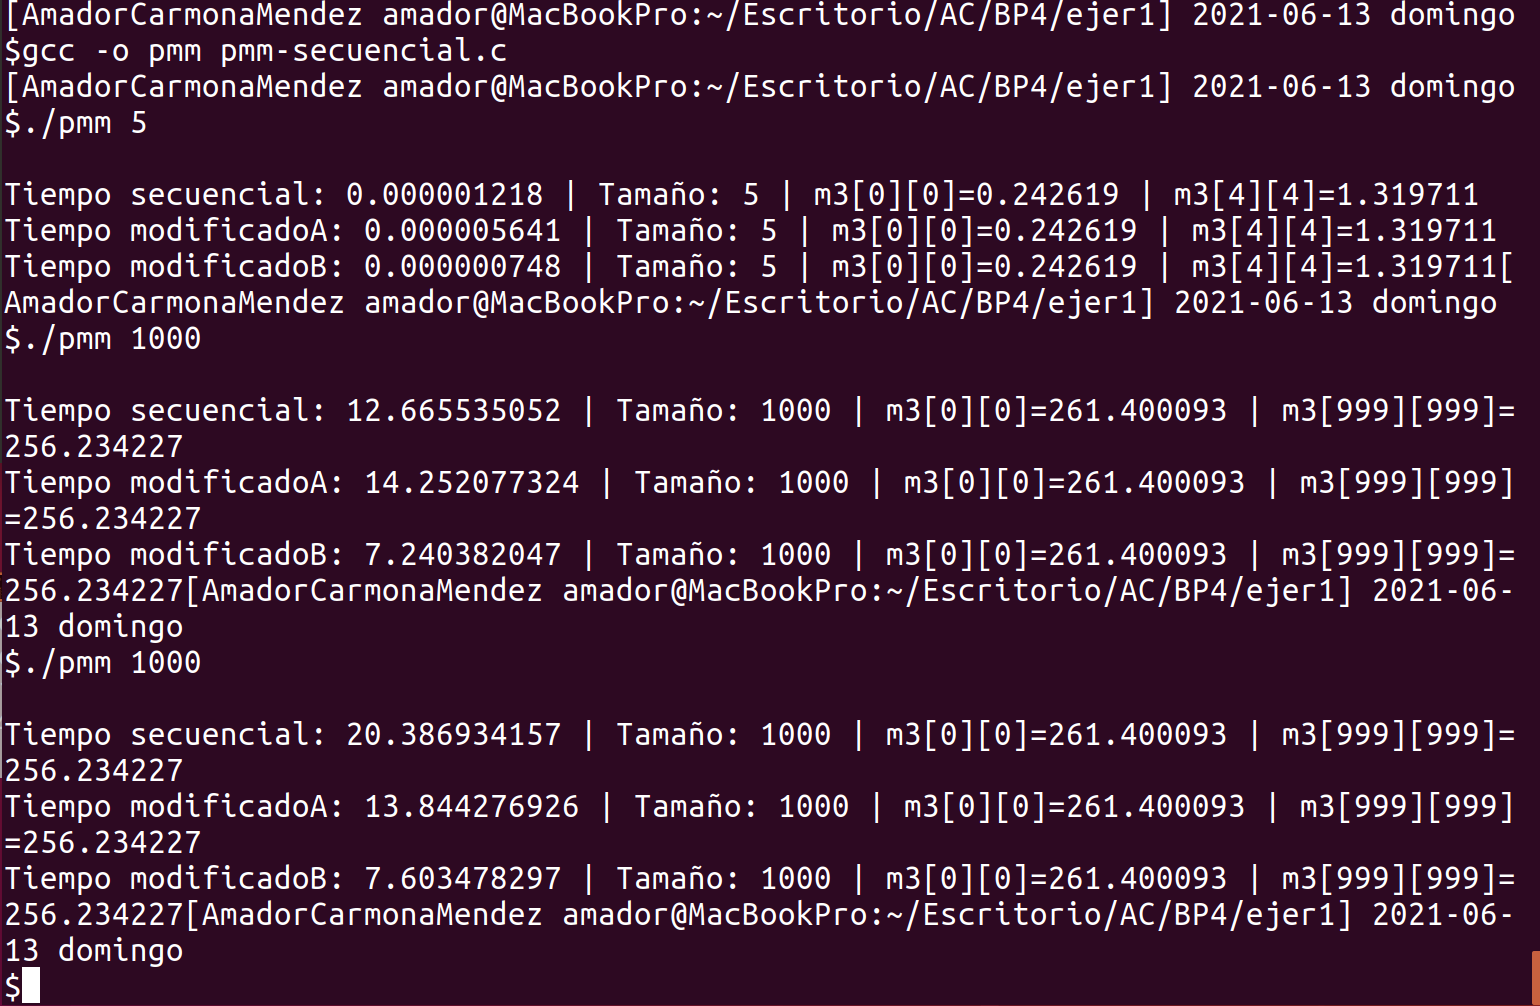 [AmadorCarmonaMendez amador@MacBookPro:~/Escritorio/AC/BP4/ejer1] 2021-06-13 domingo
$gcc -o pmm pmm-secuencial.c
[AmadorCarmonaMendez amador@MacBookPro:~/Escritorio/AC/BP4/ejer1] 2021-06-13 domingo
$./pmm 5
Tiempo secuencial: 0.000001218 | Tamaño: 5 | m3[0][0]=0.242619 | m3[4][4]=1.319711
Tiempo modificadoA: 0.000005641 | Tamaño: 5 | m3[0][0]=0.242619 | m3[4][4]=1.319711
Tiempo modificadoB: 0.000000748 | Tamaño: 5 | m3[0][0]=0.242619 | m3[4][4]=1.319711[
AmadorCarmonaMendez amador@MacBookPro:~/Escritorio/AC/BP4/ejer1] 2021-06-13 domingo
$./pmm 1000
Tiempo secuencial: 12.665535052 | Tamaño: 1000 | m3[0][0]=261.400093 | m3[999][999]=
256.234227
Tiempo modificadoA: 14.252077324 | Tamaño: 1000 | m3[0][0]=261.400093 | m3[999][999]
=256.234227
Tiempo modificadoB: 7.240382047 | Tamaño: 1000 | m3[0][0]=261.400093 | m3[999][999]=
256.234227[AmadorCarmonaMendez amador@MacBookPro:~/Escritorio/AC/BP4/ejer1] 2021-06-
13 domingo
$./pmm 1000
Tiempo secuencial: 20.386934157 | Tamaño: 1000 | m3[0][0]=261.400093 | m3[999][999]=
256.234227
Tiempo modificadoA: 13.844276926 | Tamaño: 1000 | m3[0][0]=261.400093 | m3[999][999]
=256.234227
Tiempo modificadoB: 7.603478297 | Tamaño: 1000 | m3[0][0]=261.400093 | m3[999][999]=
256.234227[AmadorCarmonaMendez amador@MacBookPro:~/Escritorio/AC/BP4/ejer1] 2021-06-
13 domingo
$